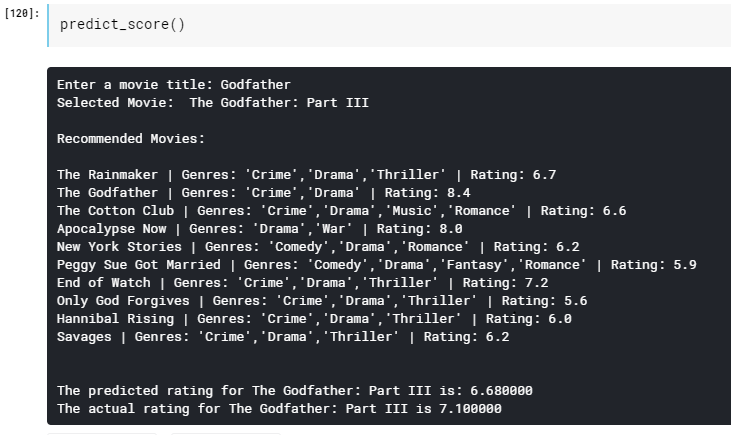 [120]:
predict_score()
Enter a movie title: Godfather
Selected Movie:  The Godfather: Part III
Recommended Movies:
The Rainmaker | Genres: 'Crime','Drama','Thriller' | Rating: 6.7
The Godfather | Genres: 'Crime','Drama' | Rating: 8.4
The Cotton Club | Genres: 'Crime','Drama','Music','Romance' | Rating: 6.6
Apocalypse Now | Genres: 'Drama','War' | Rating: 8.0
New York Stories | Genres: 'Comedy','Drama','Romance' | Rating: 6.2
Peggy Sue Got Married | Genres: 'Comedy','Drama','Fantasy','Romance' | Rating: 5.9
End of Watch | Genres: 'Crime','Drama','Thriller' | Rating: 7.2
Only God Forgives | Genres: 'Crime','Drama','Thriller' | Rating: 5.6
Hannibal Rising | Genres: 'Crime','Drama','Thriller' | Rating: 6.0
Savages | Genres: 'Crime','Drama','Thriller' | Rating: 6.2
The predicted rating for The Godfather: Part III is: 6.680000
The actual rating for The Godfather: Part III is 7.100000